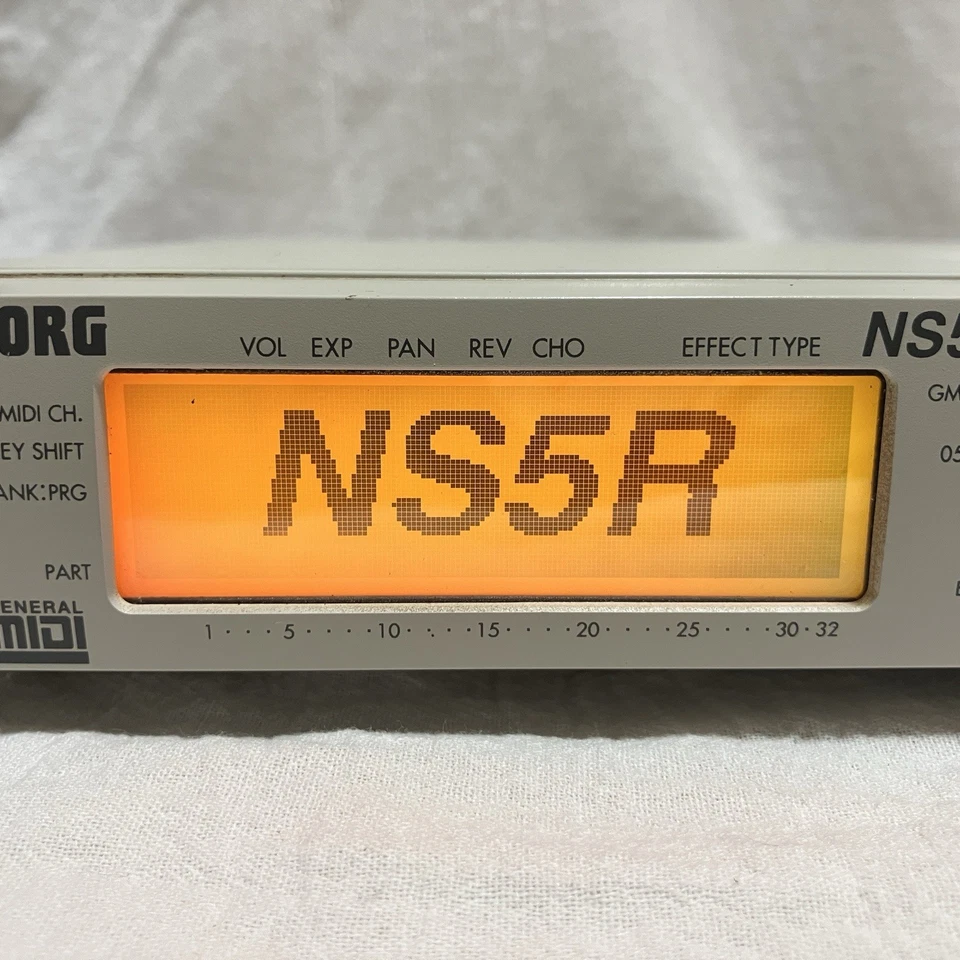 ORG
VOL EXP PAN REV CHO EFFECT TYPE
NS5
MIDI CH.
EY SHIFT
ANK:PRG
PART
ENERAL
MIDI
NS5R
1 · · · 5 · · · · 10 · · · · 15 · · · · 20 · · · · 25 · · · · 30 · 32
GM
05